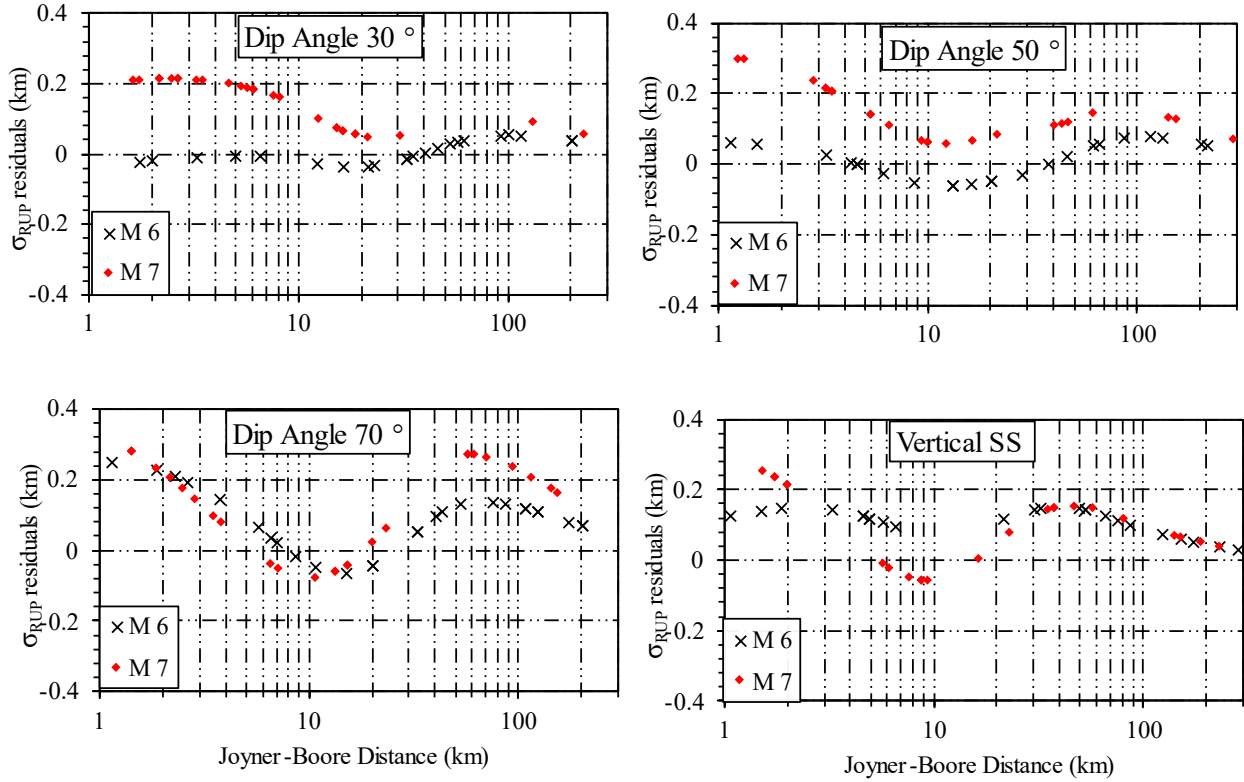 Dip Angle 30 °
σRUP residuals (km)
0.4
0.2
0
-0.2
-0.4
M 6
M 7
1
10
100
Dip Angle 50 °
σRUP residuals (km)
0.4
0.2
0
-0.2
-0.4
M 6
M 7
1
10
100
Dip Angle 70 °
σRUP residuals (km)
0.4
0.2
0
-0.2
-0.4
M 6
M 7
1
10
100
Joyner-Boore Distance (km)
Vertical SS
σRUP residuals (km)
0.4
0.2
0
-0.2
-0.4
M 6
M 7
1
10
100
Joyner-Boore Distance (km)